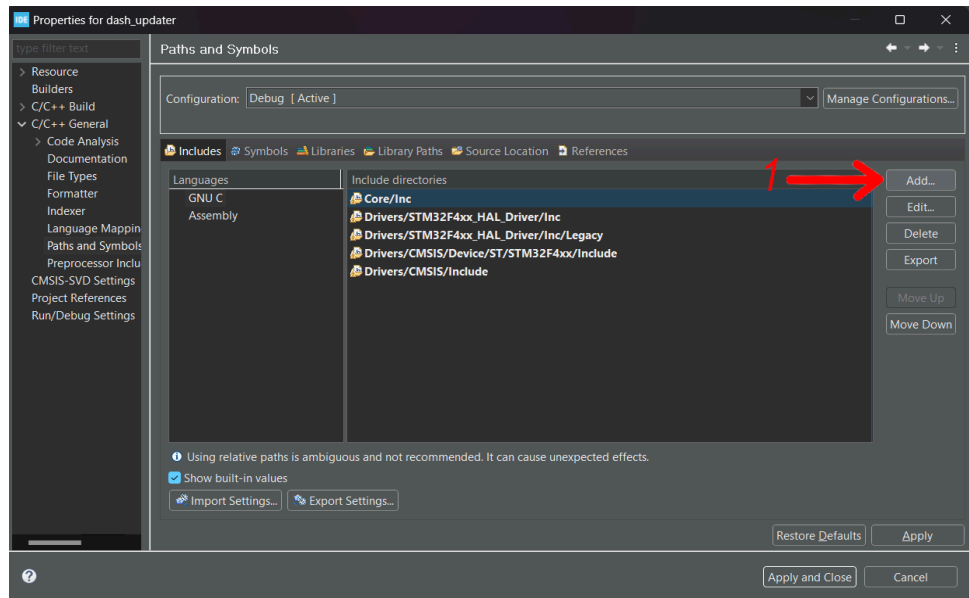 IDE Properties for dash_updater
type filter text
Resource
Builders
C/C++ Build
C/C++ General
Code Analysis
Documentation
File Types
Formatter
Indexer
Language Mappin
Paths and Symbols
Preprocessor Inclu
CMSIS-SVD Settings
Project References
Run/Debug Settings
Paths and Symbols
Configuration: Debug [ Active ]
Manage Configurations...
Includes Symbols Libraries Library Paths Source Location References
Languages
GNU C
Assembly
Include directories
Core/Inc
Drivers/STM32F4xx_HAL_Driver/Inc
Drivers/STM32F4xx_HAL_Driver/Inc/Legacy
Drivers/CMSIS/Device/ST/STM32F4xx/Include
Drivers/CMSIS/Include
1
Add...
Edit...
Delete
Export
Move Up
Move Down
Using relative paths is ambiguous and not recommended. It can cause unexpected effects.
Show built-in values
Import Settings... Export Settings...
Restore Defaults Apply
? Apply and Close Cancel